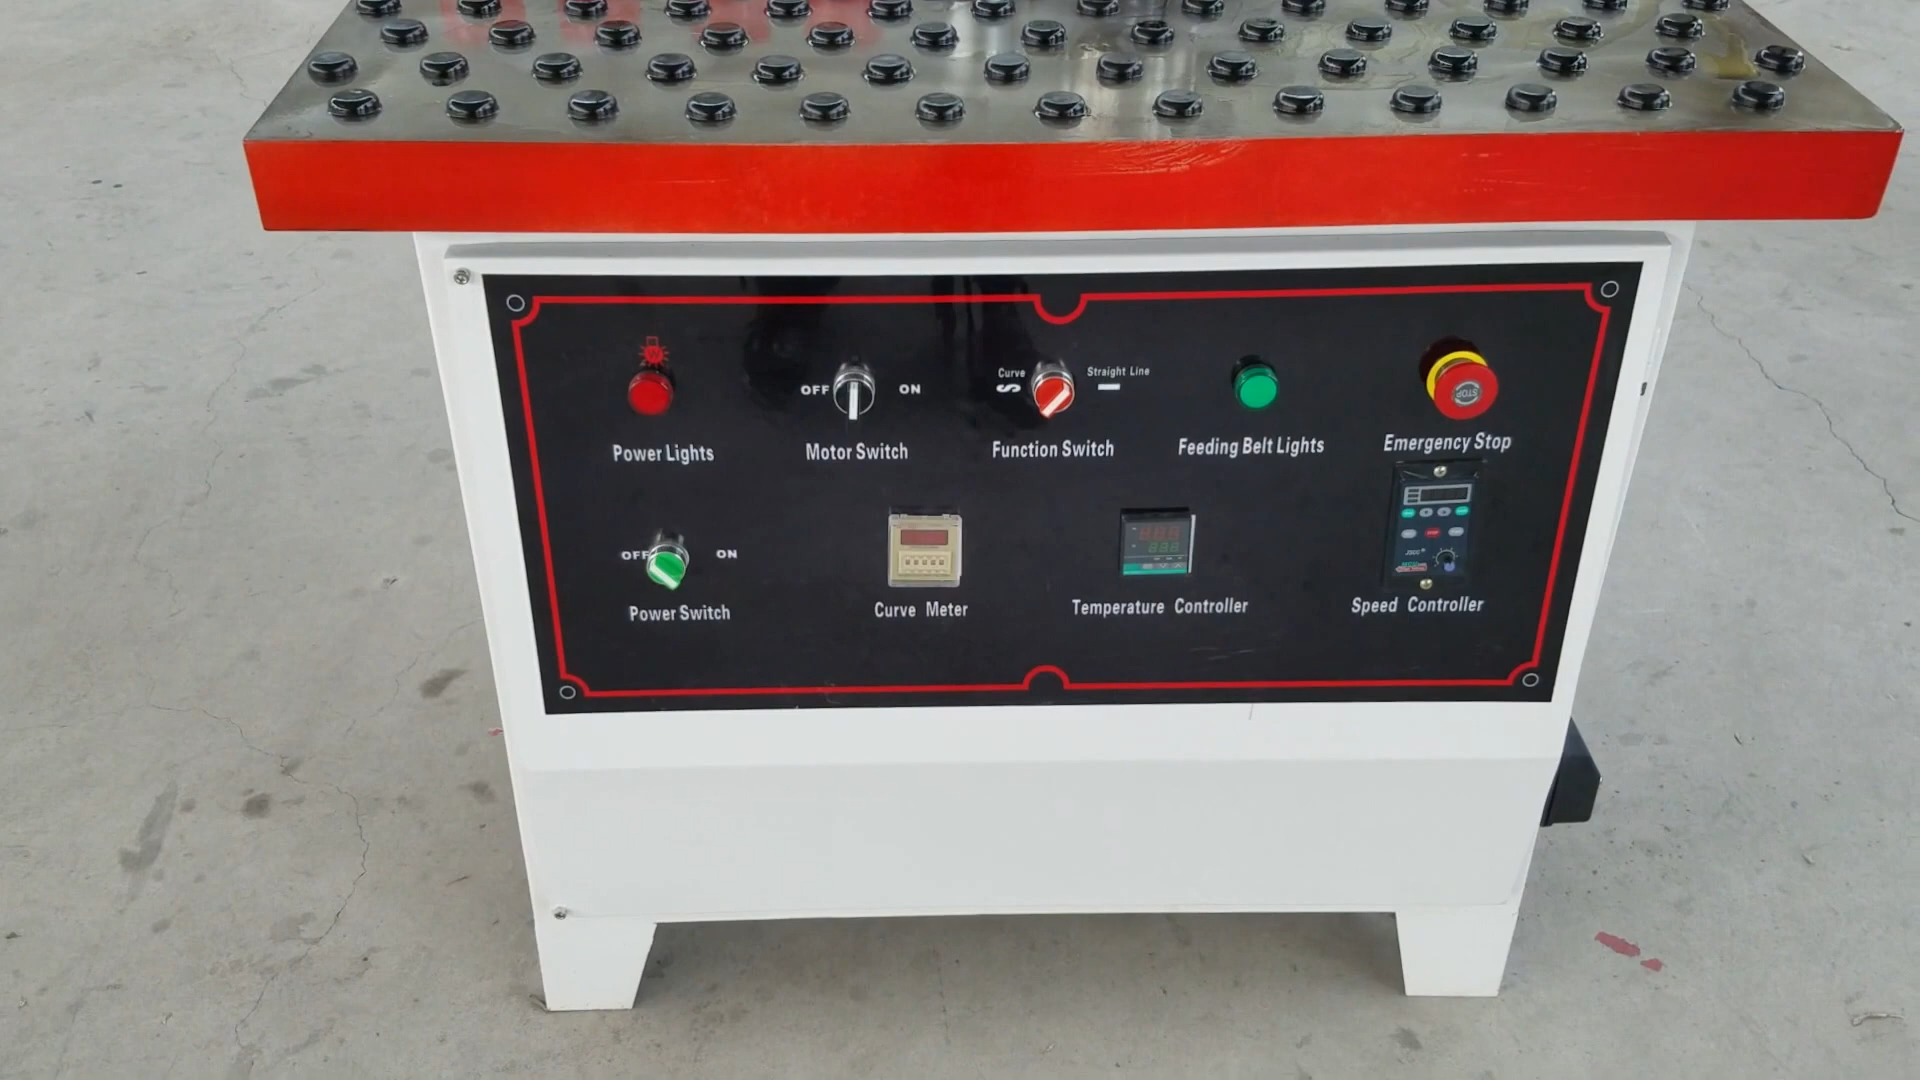 W
Curve
Straight Line
OFF ON
S
STOP
Power Lights
Motor Switch
Function Switch
Feeding Belt Lights
Emergency Stop
OFF ON
Power Switch
Curve Meter
Temperature Controller
Speed Controller